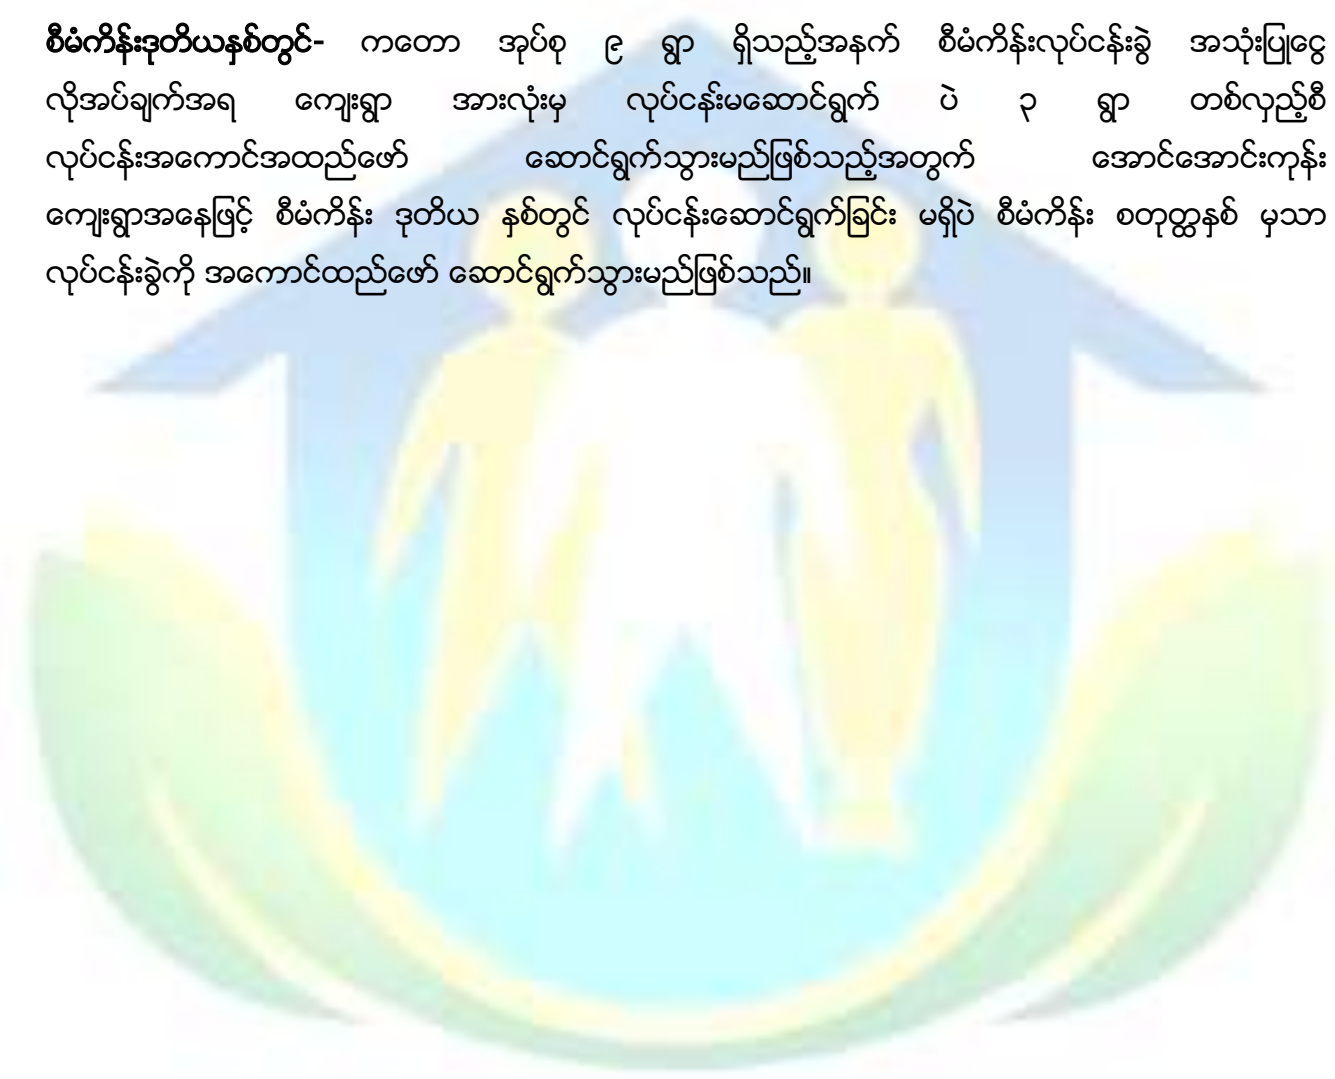 စီမံကိန်းဒုတိယနှစ်တွင်- ကတော အုပ်စု ၉ ရွာ ရှိသည့်အနက် စီမံကိန်းလုပ်ငန်းခွဲ အသုံးပြုငွေ
လိုအပ်ချက်အရ ကျေးရွာ အားလုံးမှ လုပ်ငန်းမဆောင်ရွက် ပဲ ၃ ရွာ တစ်လှည့်စီ
လုပ်ငန်းအကောင်အထည်ဖော် ဆောင်ရွက်သွားမည်ဖြစ်သည့်အတွက် အောင်အောင်းကုန်း
ကျေးရွာအနေဖြင့် စီမံကိန်း ဒုတိယ နှစ်တွင် လုပ်ငန်းဆောင်ရွက်ခြင်း မရှိပဲ စီမံကိန်း စတုတ္ထနှစ် မှသာ
လုပ်ငန်းခွဲကို အကောင်ထည်ဖော် ဆောင်ရွက်သွားမည်ဖြစ်သည်။